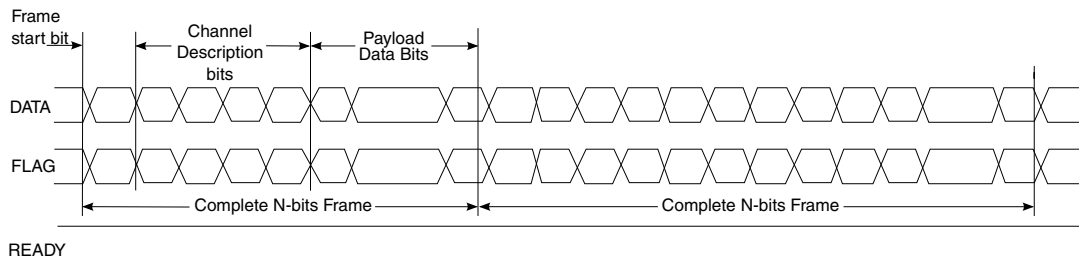 Frame
start bit
Channel
Description
bits
Payload
Data Bits
DATA
FLAG
Complete N-bits Frame
Complete N-bits Frame
READY